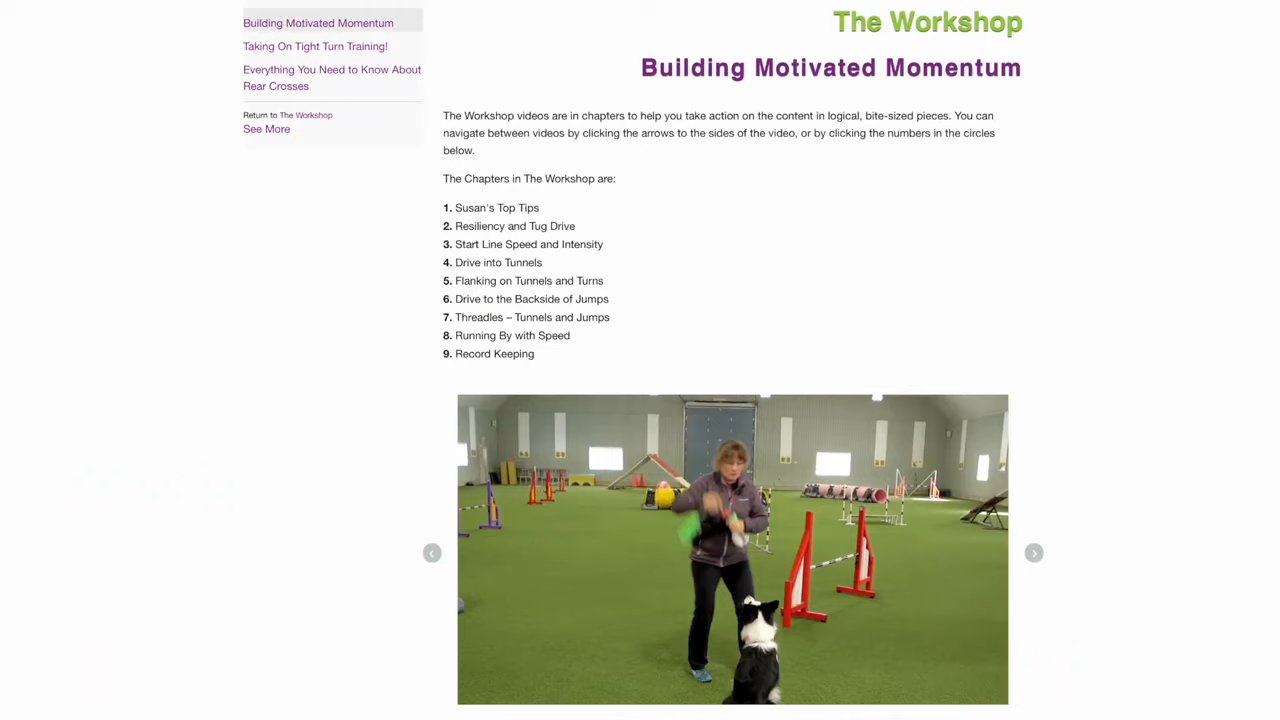 Building Motivated Momentum
Taking On Tight Turn Training!
Everything You Need to Know About
Rear Crosses
Return to The Workshop
See More
The Workshop
Building Motivated Momentum
The Workshop videos are in chapters to help you take action on the content in logical, bite-sized pieces. You can
navigate between videos by clicking the arrows to the sides of the video, or by clicking the numbers in the circles
below.
The Chapters in The Workshop are:
1. Susan's Top Tips
2. Resiliency and Tug Drive
3. Start Line Speed and Intensity
4. Drive into Tunnels
5. Flanking on Tunnels and Turns
6. Drive to the Backside of Jumps
7. Threadles – Tunnels and Jumps
8. Running By with Speed
9. Record Keeping